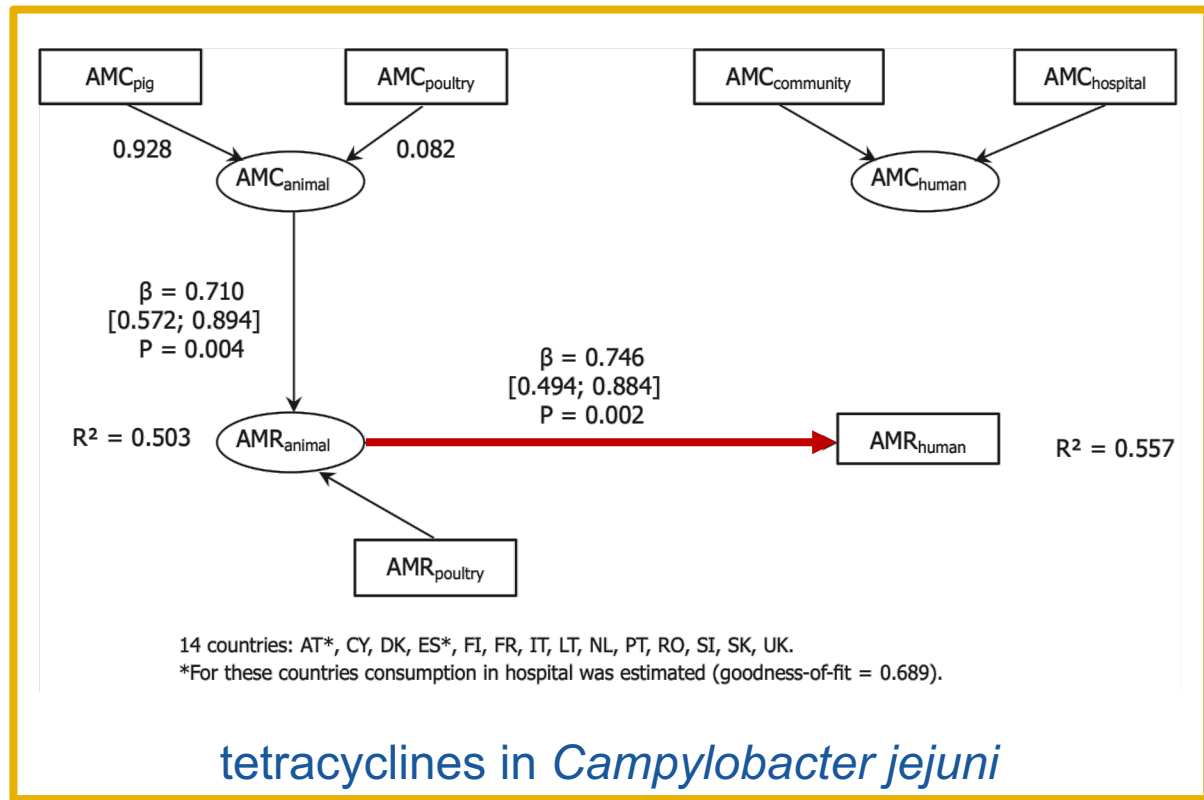 AMCpig
AMCpoultry
AMCcommunity
AMChospital
0.928
0.082
AMCanimal
AMChuman
β = 0.710
[0.572; 0.894]
P = 0.004
β = 0.746
[0.494; 0.884]
P = 0.002
R² = 0.503
AMRanimal
AMRhuman
R² = 0.557
AMRpoultry
14 countries: AT*, CY, DK, ES*, FI, FR, IT, LT, NL, PT, RO, SI, SK, UK.
*For these countries consumption in hospital was estimated (goodness-of-fit = 0.689).
tetracyclines in Campylobacter jejuni